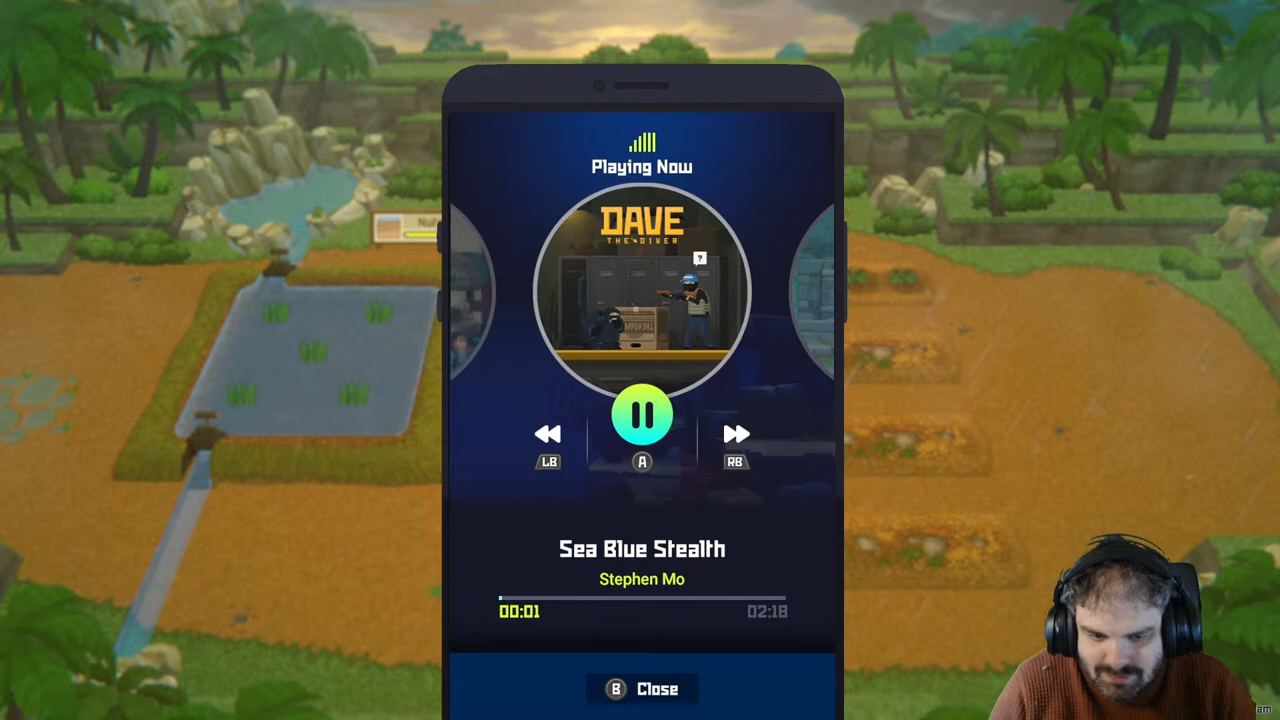 Playing Now
DAVE
THE DIVER
?
LB
A
RB
Sea Blue Stealth
Stephen Mo
00:01
02:18
B Close